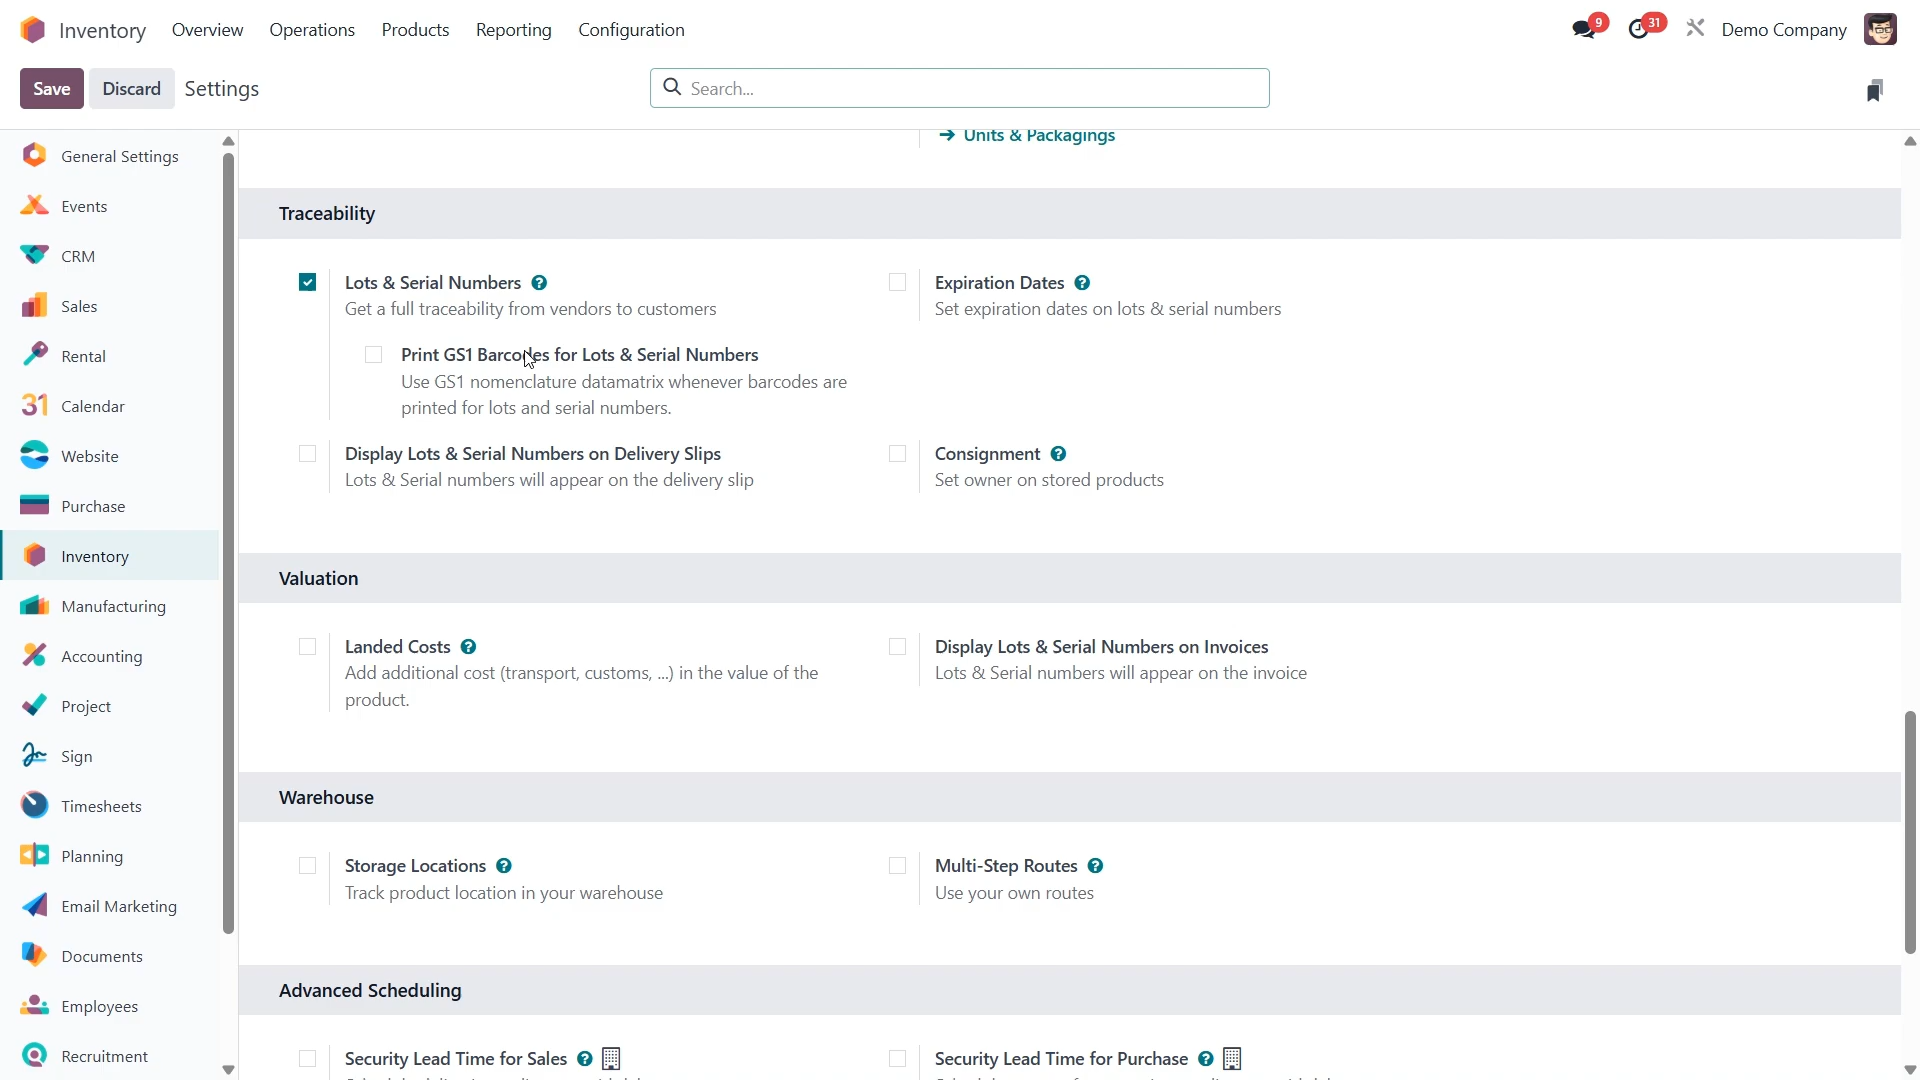 Inventory Overview Operations Products Reporting Configuration 9 31 Demo Company
Save Discard Settings Search...
General Settings
Events
CRM
Sales
Rental
31 Calendar
Website
Purchase
Inventory
Manufacturing
Accounting
Project
Sign
Timesheets
Planning
Email Marketing
Documents
Employees
Recruitment
→ Units & Packagings
Traceability
Lots & Serial Numbers ?
Get a full traceability from vendors to customers
Expiration Dates ?
Set expiration dates on lots & serial numbers
Print GS1 Barcodes for Lots & Serial Numbers
Use GS1 nomenclature datamatrix whenever barcodes are
printed for lots and serial numbers.
Display Lots & Serial Numbers on Delivery Slips
Lots & Serial numbers will appear on the delivery slip
Consignment ?
Set owner on stored products
Valuation
Landed Costs ?
Add additional cost (transport, customs, ...) in the value of the
product.
Display Lots & Serial Numbers on Invoices
Lots & Serial numbers will appear on the invoice
Warehouse
Storage Locations ?
Track product location in your warehouse
Multi-Step Routes ?
Use your own routes
Advanced Scheduling
Security Lead Time for Sales ?
Security Lead Time for Purchase ?